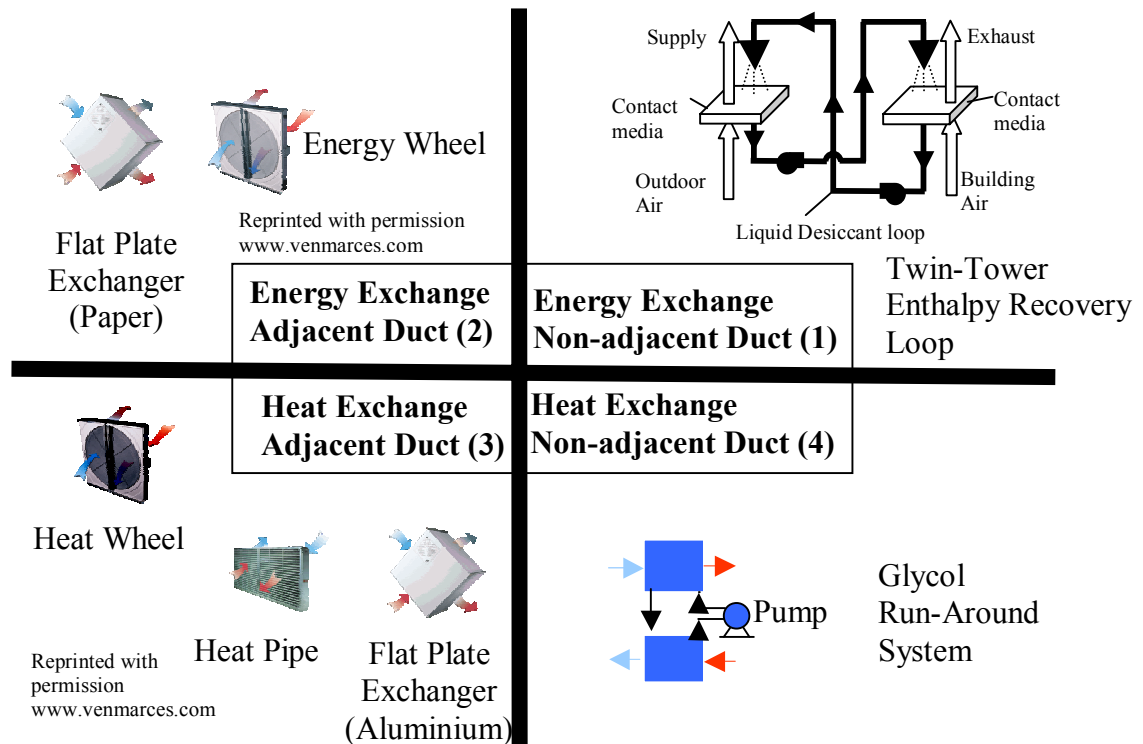 Supply
Exhaust
Contact
media
Contact
media
Outdoor
Air
Building
Air
Liquid Desiccant loop
Twin-Tower
Enthalpy Recovery
Loop
Energy Wheel
Reprinted with permission
www.venmarces.com
Flat Plate
Exchanger
(Paper)
Energy Exchange
Adjacent Duct (2)
Energy Exchange
Non-adjacent Duct (1)
Heat Exchange
Adjacent Duct (3)
Heat Exchange
Non-adjacent Duct (4)
Heat Wheel
Heat Pipe
Flat Plate
Exchanger
(Aluminium)
Reprinted with
permission
www.venmarces.com
Pump
Glycol
Run-Around
System